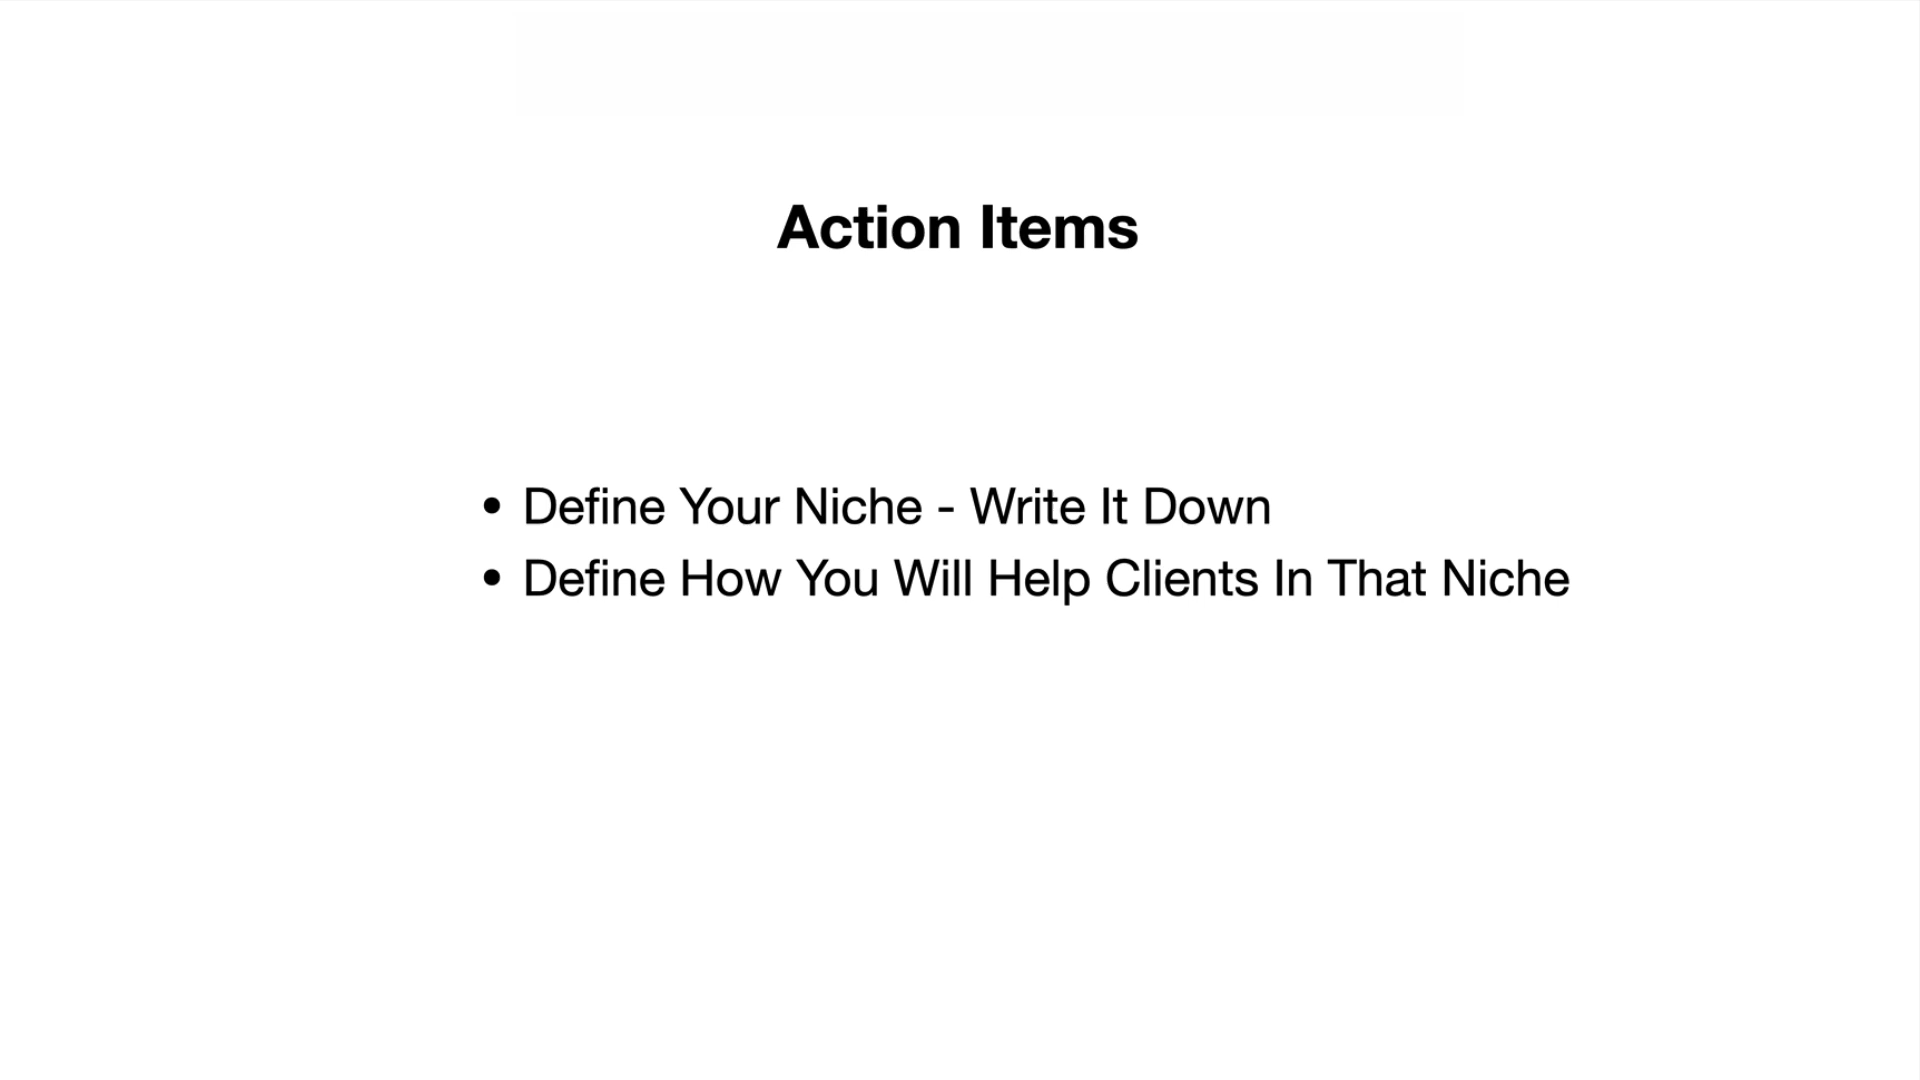 Action Items
• Define Your Niche - Write It Down
• Define How You Will Help Clients In That Niche